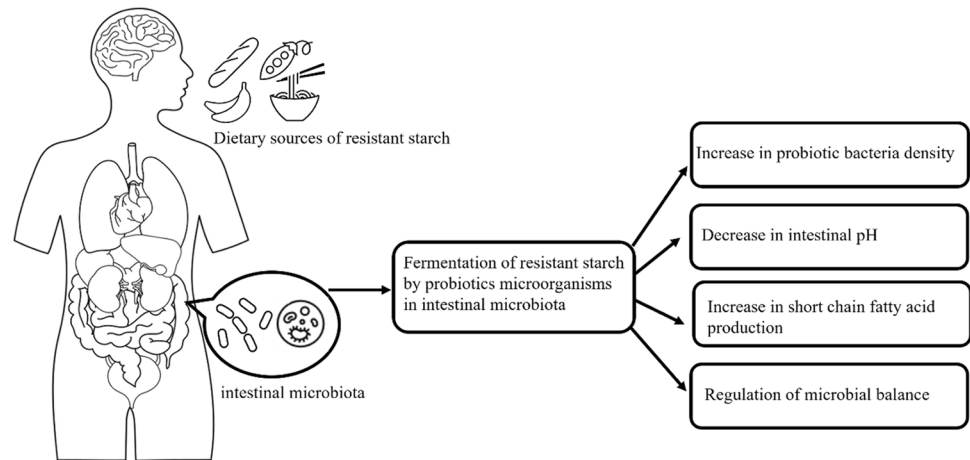 Dietary sources of resistant starch
intestinal microbiota
Fermentation of resistant starch
by probiotics microorganisms
in intestinal microbiota
Increase in probiotic bacteria density
Decrease in intestinal pH
Increase in short chain fatty acid
production
Regulation of microbial balance